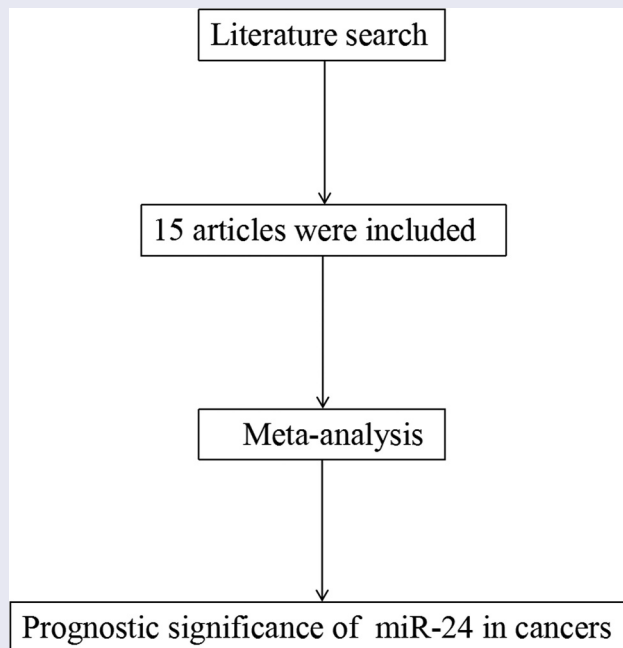 Literature search
15 articles were included
Meta-analysis
Prognostic significance of miR-24 in cancers